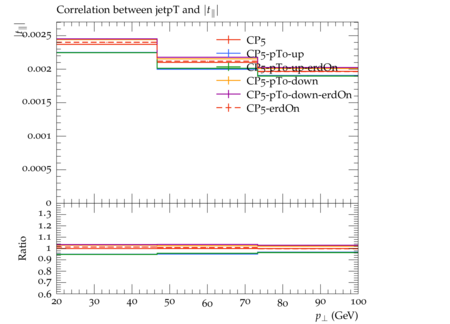 Correlation between jetpT and |t∥|
|t∥|
0.0025
0.002
0.0015
0.001
0.0005
0
CP5
CP5-pTo-up
CP5-pTo-up-erdOn
CP5-pTo-down
CP5-pTo-down-erdOn
CP5-erdOn
Ratio
1.3
1.2
1.1
1
0.9
0.8
0.7
0.6
20 30 40 50 60 70 80 90 100
p⊥ (GeV)